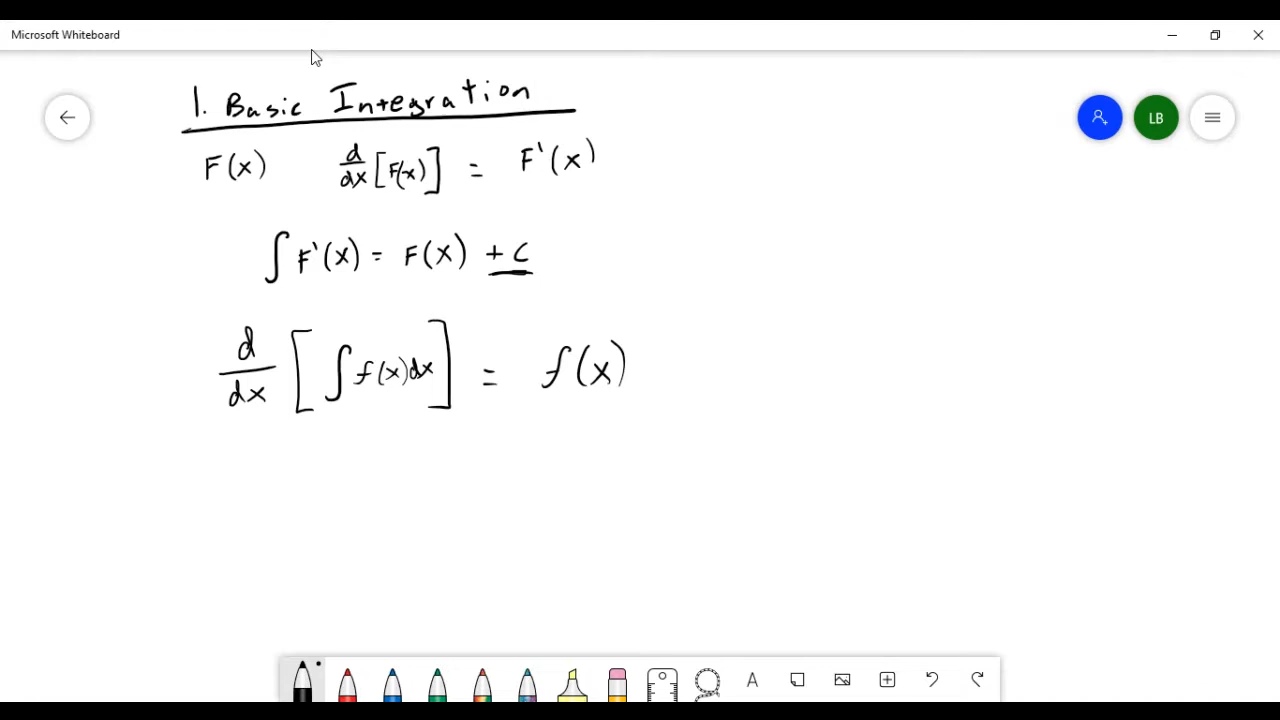 Microsoft Whiteboard
1. Basic Integration
F(x) d/dx [F(x)] = F'(x)
LB
∫ F'(x) = F(x) + C
d/dx [ ∫ f(x)dx ] = f(x)
A